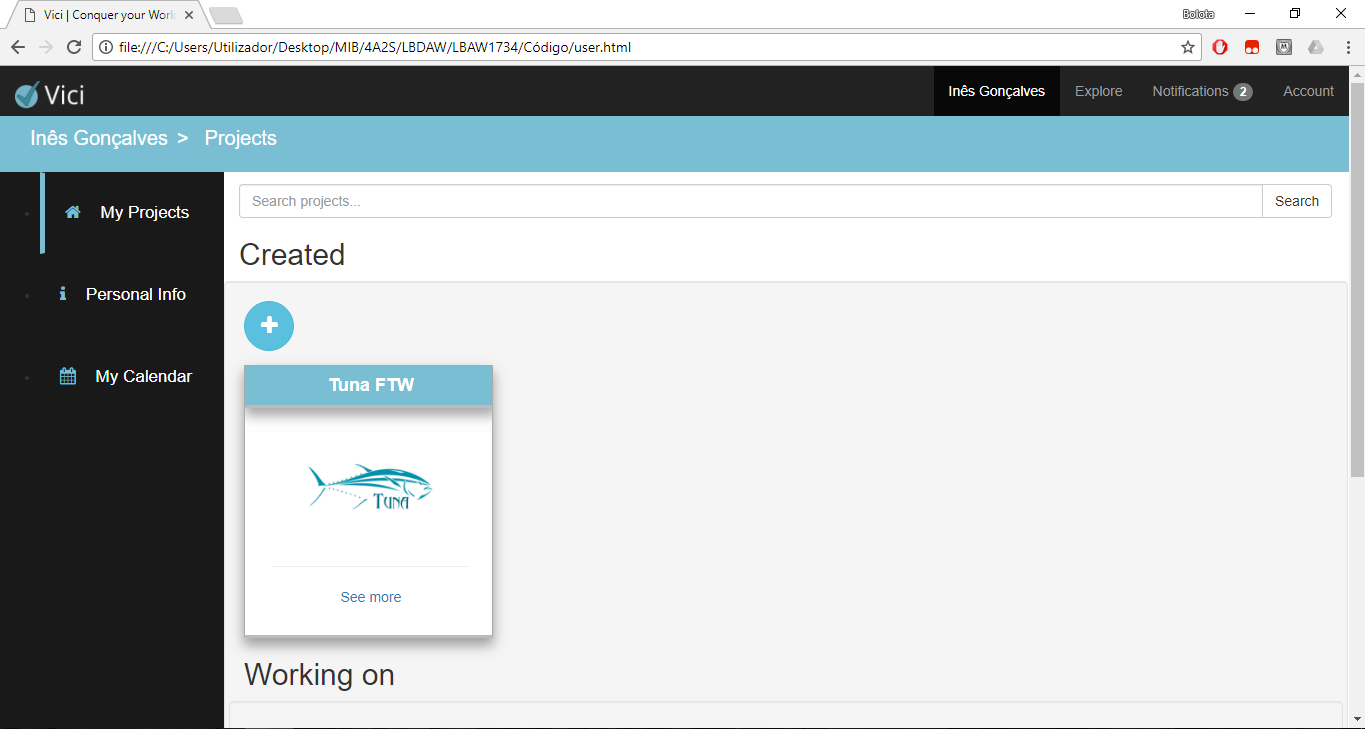 Vici | Conquer your Worl
Bolota
file:///C:/Users/Utilizador/Desktop/MIB/4A2S/LBDAW/LBAW1734/Código/user.html
Vici
Inês Gonçalves
Explore
Notifications 2
Account
Inês Gonçalves > Projects
My Projects
Personal Info
My Calendar
Search projects...
Search
Created
Tuna FTW
TUNA
See more
Working on